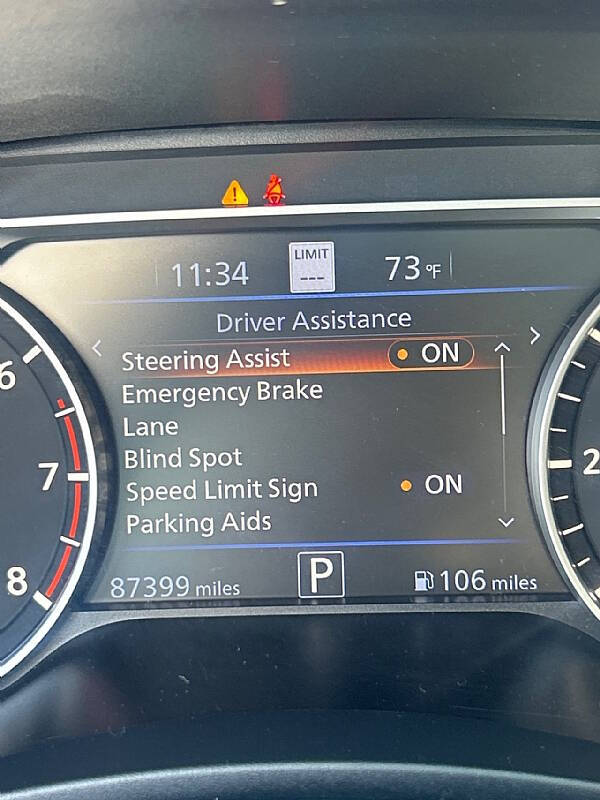 11:34 LIMIT --- 73 °F
Driver Assistance
Steering Assist ON
Emergency Brake
Lane
Blind Spot
Speed Limit Sign ON
Parking Aids
87399 miles P 106 miles
6
7
8
2